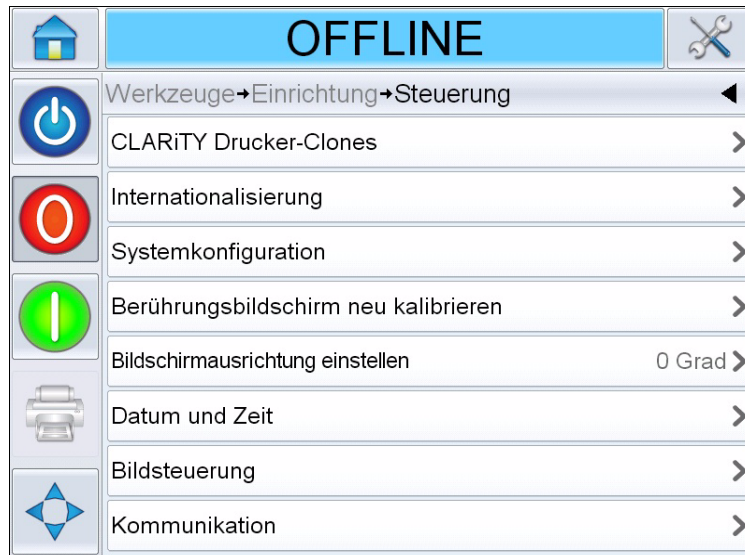 OFFLINE
Werkzeuge→Einrichtung→Steuerung
CLARiTY Drucker-Clones
Internationalisierung
Systemkonfiguration
Berührungsbildschirm neu kalibrieren
Bildschirmausrichtung einstellen 0 Grad
Datum und Zeit
Bildsteuerung
Kommunikation